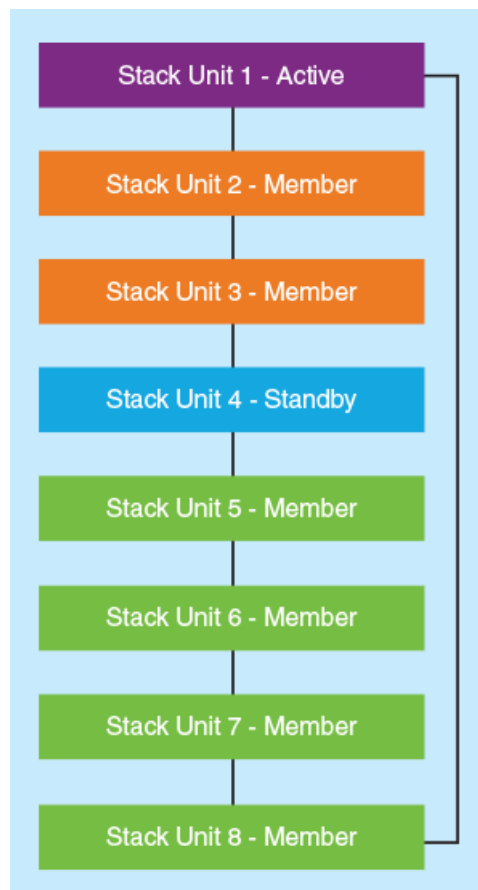 Stack Unit 1 - Active
Stack Unit 2 - Member
Stack Unit 3 - Member
Stack Unit 4 - Standby
Stack Unit 5 - Member
Stack Unit 6 - Member
Stack Unit 7 - Member
Stack Unit 8 - Member